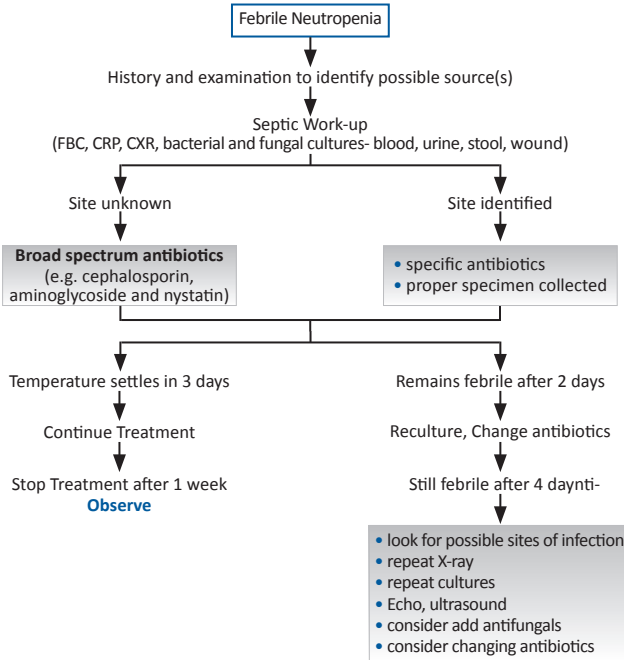 Febrile Neutropenia
History and examination to identify possible source(s)
Septic Work-up
(FBC, CRP, CXR, bacterial and fungal cultures- blood, urine, stool, wound)
Site unknown
Broad spectrum antibiotics
(e.g. cephalosporin,
aminoglycoside and nystatin)
Site identified
• specific antibiotics
• proper specimen collected
Temperature settles in 3 days
Continue Treatment
Stop Treatment after 1 week
Observe
Remains febrile after 2 days
Reculture, Change antibiotics
Still febrile after 4 daynti-
• look for possible sites of infection
• repeat X-ray
• repeat cultures
• Echo, ultrasound
• consider add antifungals
• consider changing antibiotics